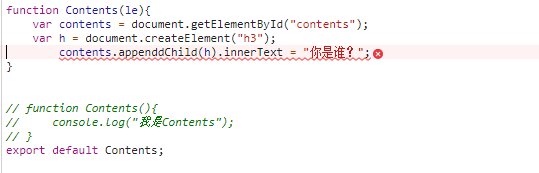 function Contents(le){
var contents = document.getElementById("contents");
var h = document.createElement("h3");
contents.appenddChild(h).innerText = "你是谁？";
}
// function Contents(){
// console.log("我是Contents");
// }
export default Contents;